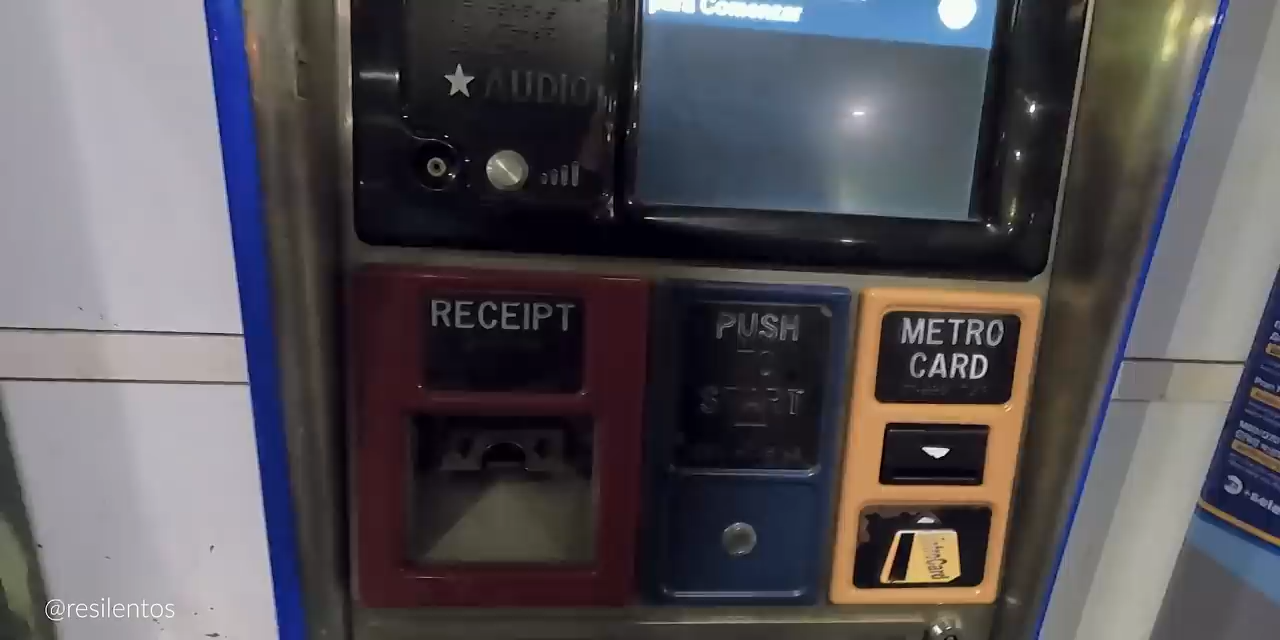 para Comenzar
★ AUDIO
RECEIPT
PUSH
TO
START
METRO
CARD
@resilentos